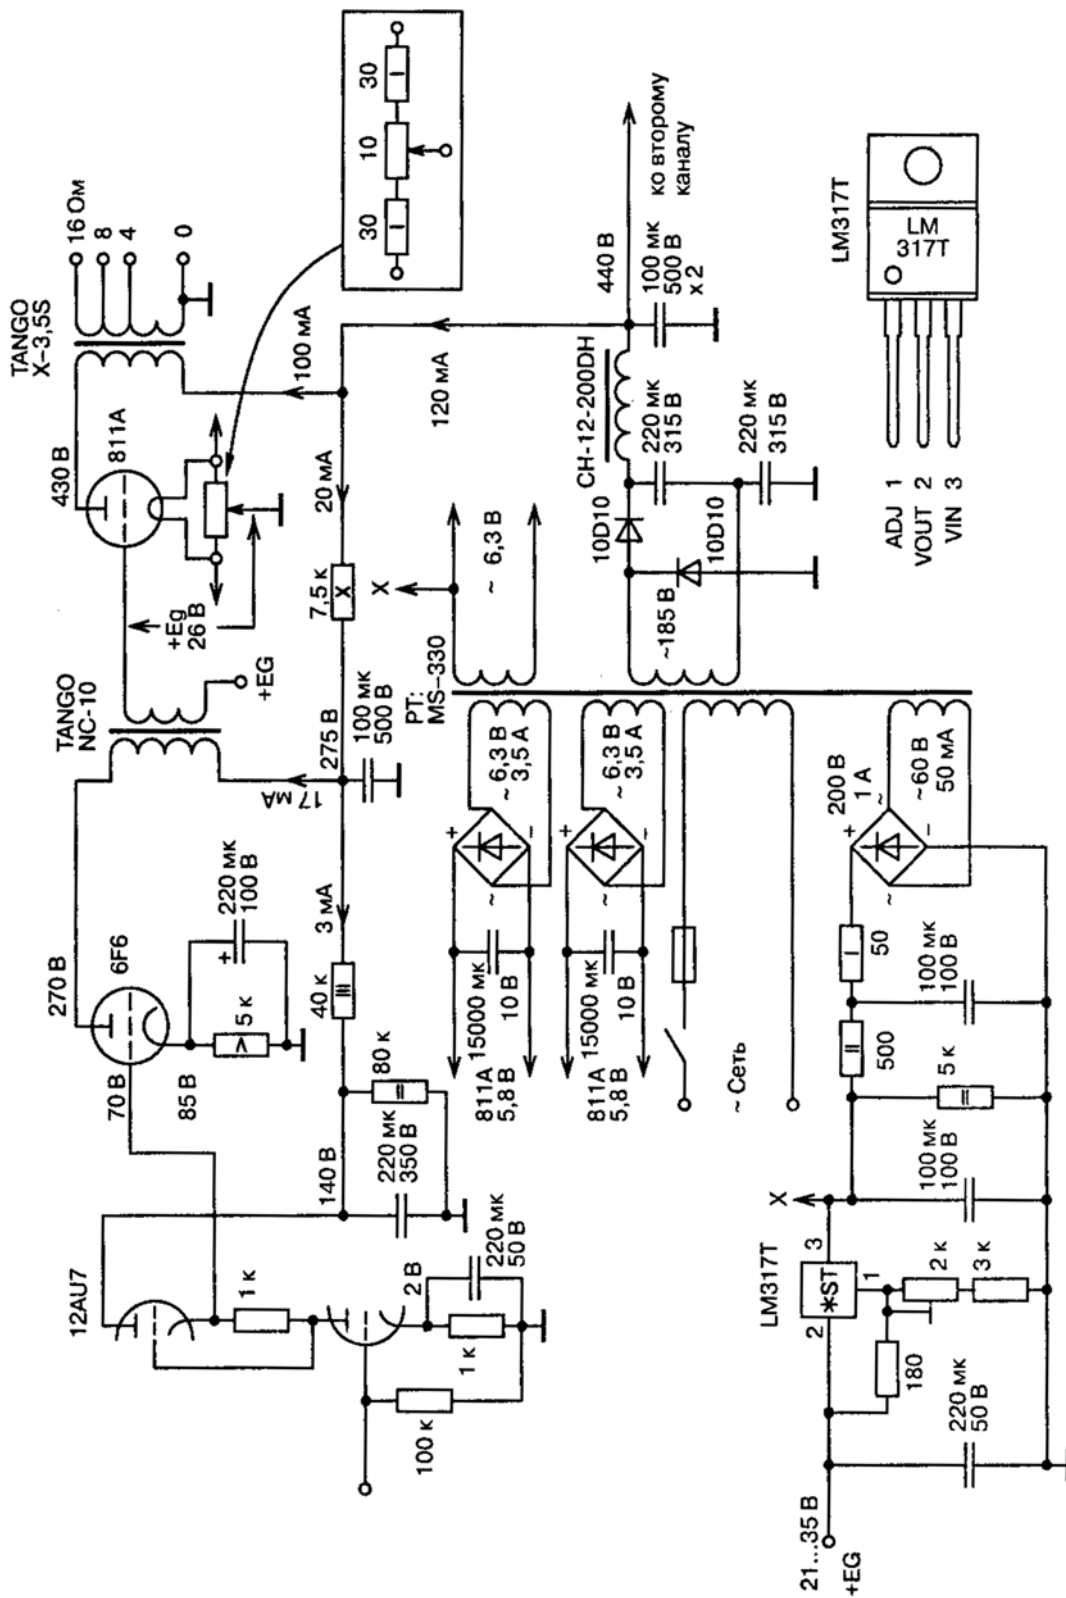 12AU7
1 к
100 к
1 к
2 В
220 мк
50 В
140 В
220 мк
350 В
80 к
40 к
3 мА
70 В
85 В
270 В
6F6
5 к
+
220 мк
100 В
TANGO
NC-10
+EG
17 мА
275 В
100 мк
500 В
7,5 к
X
20 мА
+Eg
26 В
430 В
811A
TANGO
X-3,5S
16 Ом
8
4
0
100 мА
30
10
30
120 мА
440 В
100 мк
500 В
x 2
ко второму
каналу
CH-12-200DH
220 мк
315 В
220 мк
315 В
10D10
10D10
~185 В
~ 6,3 В
X
PT:
MS-330
~ 6,3 В
3,5 А
+
−
~
15000 мк
10 В
811A
5,8 В
~ 6,3 В
3,5 А
+
−
~
15000 мк
10 В
811A
5,8 В
~ Сеть
200 В
1 А
~
+
−
~
~60 В
50 мА
50
500
100 мк
100 В
5 к
100 мк
100 В
X
LM317T
3
*ST
2
1
2 к
3 к
180
220 мк
50 В
21...35 В
+EG
LM317T
LM
317T
ADJ 1
VOUT 2
VIN 3